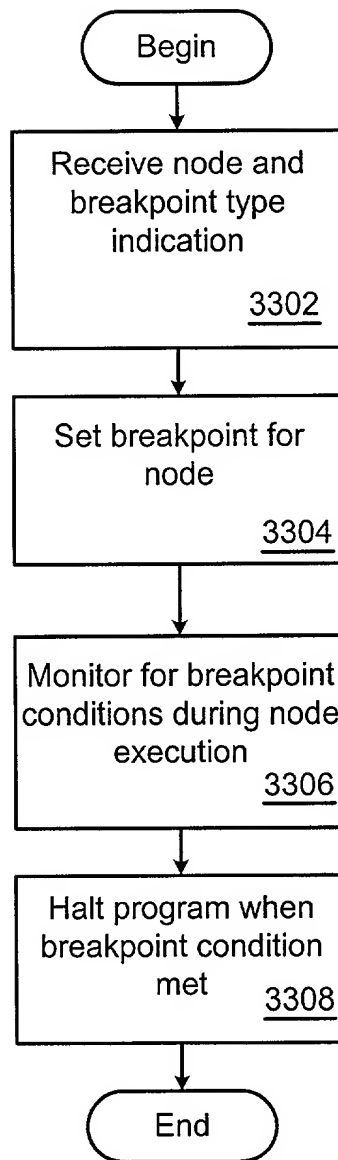 Begin
Receive node and
breakpoint type
indication
3302
Set breakpoint for
node
3304
Monitor for breakpoint
conditions during node
execution
3306
Halt program when
breakpoint condition
met
3308
End